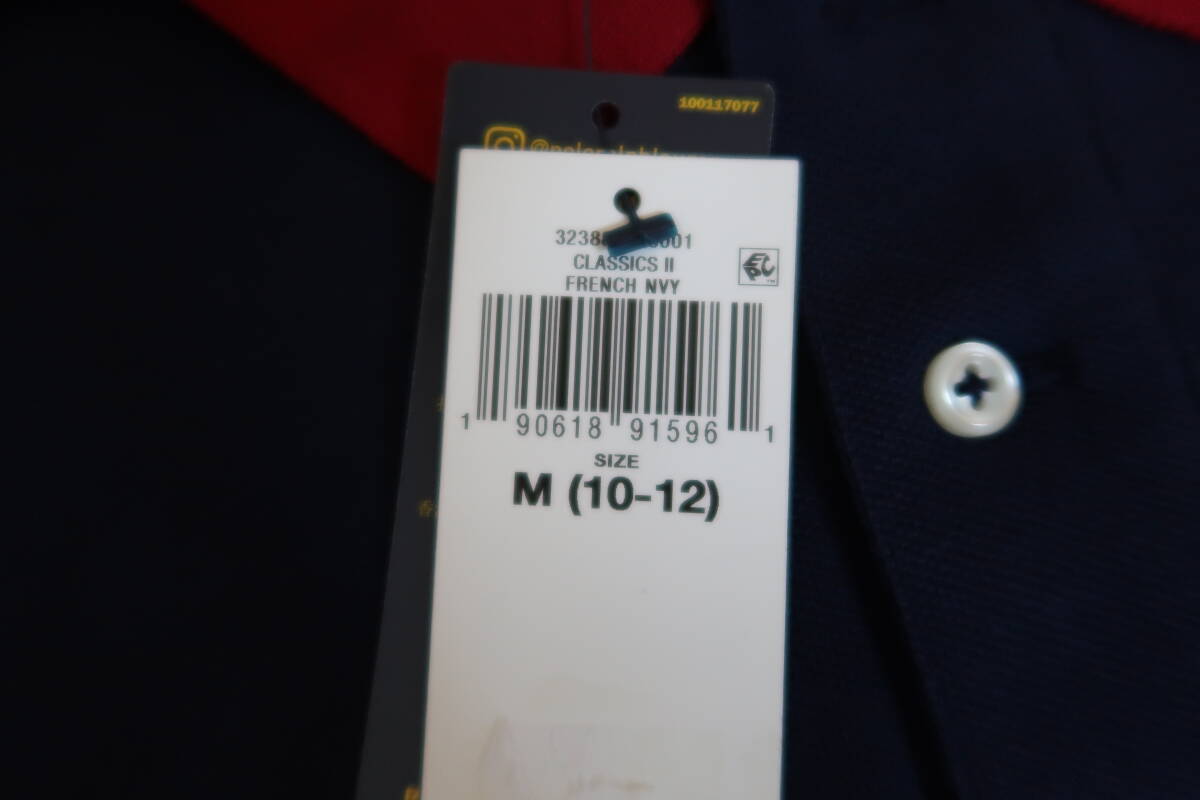 100117077
CLASSICS II
FRENCH NVY
1 90618 91596 1
SIZE
M (10-12)